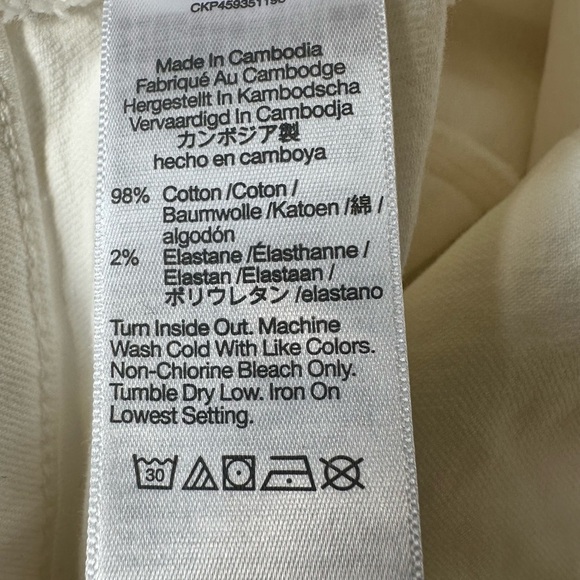 Made In Cambodia
Fabriqué Au Cambodge
Hergestellt In Kambodscha
Vervaardigd In Cambodja
カンボジア製
hecho en camboya
98% Cotton /Coton /
Baumwolle /Katoen /綿 /
algodón
2% Elastane /Élasthanne /
Elastan /Elastaan /
ポリウレタン /elastano
Turn Inside Out. Machine
Wash Cold With Like Colors.
Non-Chlorine Bleach Only.
Tumble Dry Low. Iron On
Lowest Setting.
30